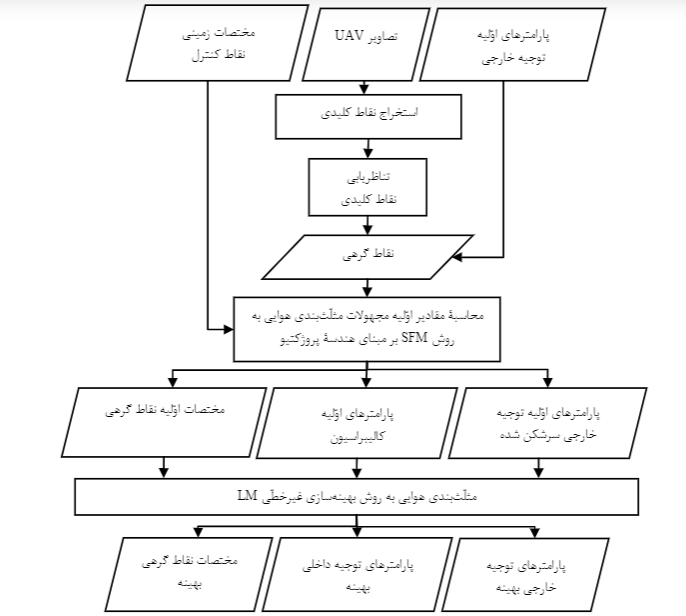 پارامترهای اوّلیه
توجیه خارجی
تصاویر UAV
مختصات زمینی
نقاط کنترل
استخراج نقاط کلیدی
تناظریابی
نقاط کلیدی
نقاط گرهی
محاسبهٔ مقادیر اوّلیه مجهولات مثلّث‌بندی هوایی به
روش SFM بر مبنای هندسهٔ پروژکتیو
پارامترهای اوّلیه توجیه
خارجی سرشکن شده
پارامترهای اوّلیه
کالیبراسیون
مختصات اوّلیه نقاط گرهی
مثلّث‌بندی هوایی به روش بهینه‌سازی غیرخطّی LM
پارامترهای توجیه
خارجی بهینه
پارامترهای توجیه داخلی
بهینه
مختصات نقاط گرهی
بهینه